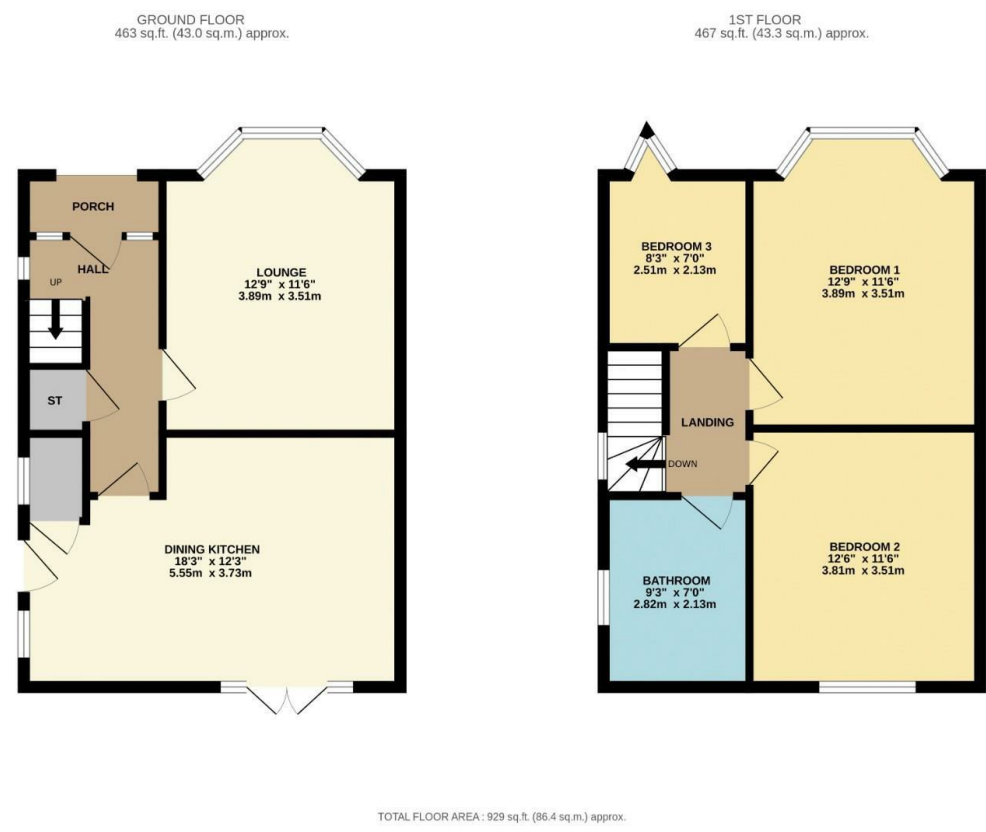 GROUND FLOOR
463 sq.ft. (43.0 sq.m.) approx.
PORCH
HALL
UP
ST
LOUNGE
12'9" x 11'6"
3.89m x 3.51m
DINING KITCHEN
18'3" x 12'3"
5.55m x 3.73m
1ST FLOOR
467 sq.ft. (43.3 sq.m.) approx.
BEDROOM 3
8'3" x 7'0"
2.51m x 2.13m
BEDROOM 1
12'9" x 11'6"
3.89m x 3.51m
LANDING
DOWN
BATHROOM
9'3" x 7'0"
2.82m x 2.13m
BEDROOM 2
12'6" x 11'6"
3.81m x 3.51m
TOTAL FLOOR AREA : 929 sq.ft. (86.4 sq.m.) approx.